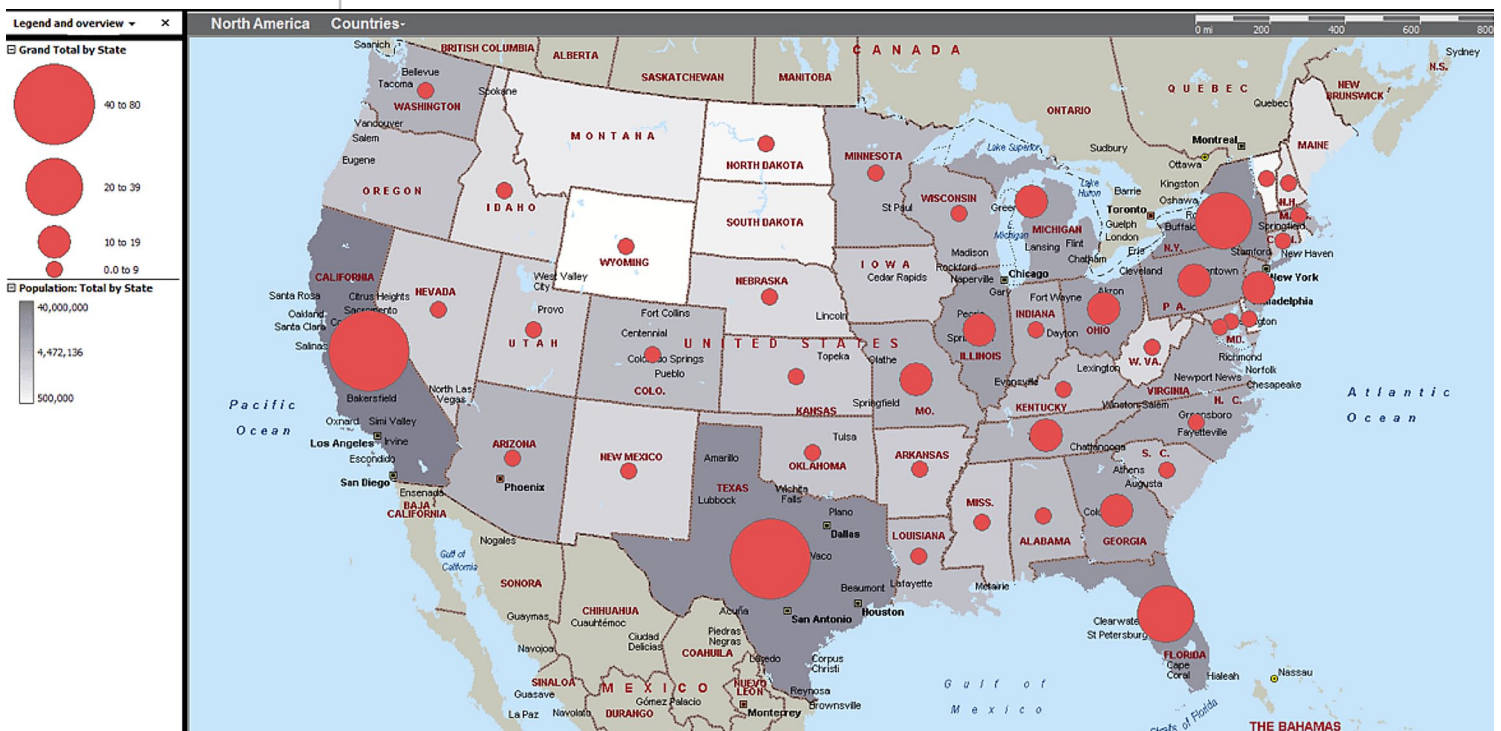 Legend and overview
North America Countries-
0 mi 200 400 600 800
Grand Total by State
40 to 80
20 to 39
10 to 19
0.0 to 9
Population: Total by State
40,000,000
4,472,136
500,000
CANADA
BRITISH COLUMBIA
ALBERTA
SASKATCHEWAN
MANITOBA
ONTARIO
QUEBEC
NEW BRUNSWICK
N.S.
Sydney
Saanich
Bellevue
Tacoma
WASHINGTON
Spokane
Vancouver
Salem
Eugene
OREGON
MONTANA
IDAHO
NORTH DAKOTA
SOUTH DAKOTA
WYOMING
MINNESOTA
St Paul
WISCONSIN
Madison
Lake Superior
Lake Huron
Michigan
MICHIGAN
Lansing
Flint
Sudbury
Barrie
Toronto
Guelph
London
Chatham
Kingston
Oshawa
Ottawa
Montreal
Quebec
MAINE
N.H.
Springfield
Stamford
New Haven
Buffalo
Erie
N.Y.
New York
IOWA
Cedar Rapids
Rockford
Naperville
Chicago
Gary
Fort Wayne
Cleveland
Akron
P A.
CALIFORNIA
Santa Rosa
Citrus Heights
Sacramento
Oakland
Santa Clara
Salinas
NEVADA
West Valley City
Provo
UTAH
Fort Collins
Centennial
Colorado Springs
Pueblo
COLO.
NEBRASKA
Lincoln
UNITED STATES
Topeka
Olathe
KANSAS
Springfield
MO.
Peoria
ILLINOIS
INDIANA
Dayton
OHIO
Evansville
W. VA.
MD.
Richmond
Norfolk
Newport News
Chesapeake
VIRGINIA
Lexington
KENTUCKY
Winston-Salem
N. C.
Greensboro
Fayetteville
Chattanooga
S. C.
Athens
Augusta
North Las Vegas
Bakersfield
Oxnard
Simi Valley
Los Angeles
Irvine
Escondido
San Diego
Ensenada
BAJA CALIFORNIA
ARIZONA
Phoenix
NEW MEXICO
Amarillo
TEXAS
Lubbock
Tulsa
OKLAHOMA
Wichita Falls
Plano
Dallas
Beaumont
Houston
San Antonio
ARKANSAS
LOUISIANA
Lafayette
MISS.
Metairie
ALABAMA
GEORGIA
Clearwater
St Petersburg
FLORIDA
Cape Coral
Hialeah
Nassau
THE BAHAMAS
Straits of Florida
Pacific Ocean
Atlantic Ocean
Gulf of Mexico
Gulf of California
Nogales
SONORA
Guaymas
Navojoa
CHIHUAHUA
Cuauhtémoc
Ciudad Delicias
Acuña
Piedras Negras
COAHUILA
Laredo
Corpus Christi
NUEVO LEON
Reynosa
Brownsville
SINALOA
Guasave
La Paz
Navolato
MEXICO
DURANGO
Gómez Palacio
Monterrey